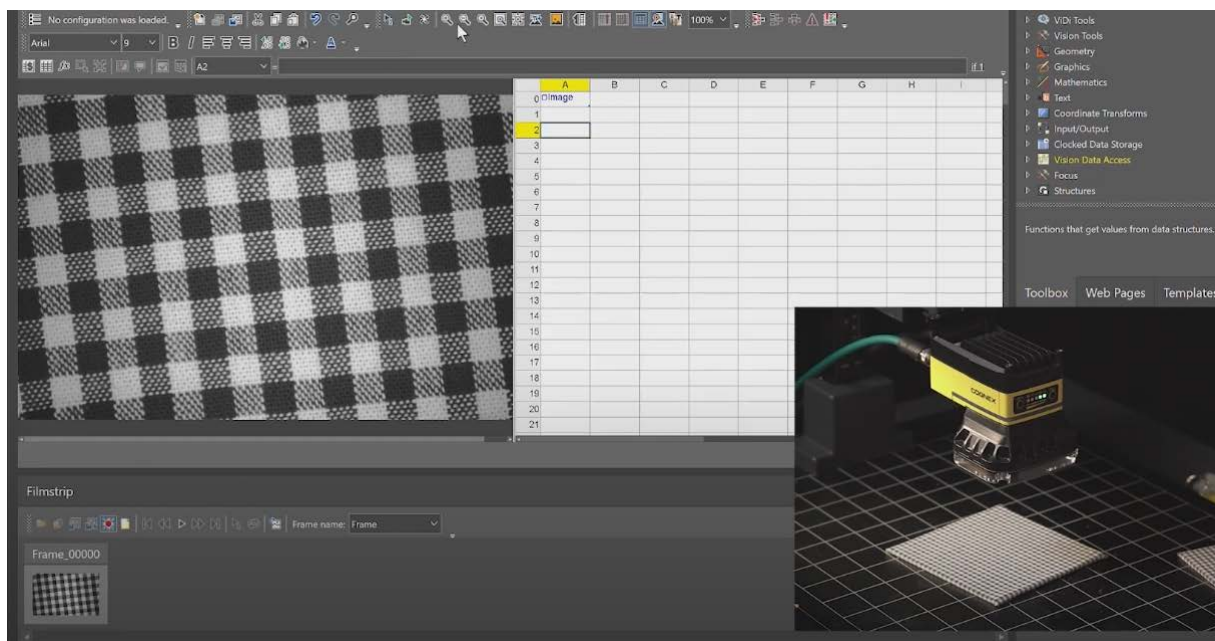 No configuration was loaded.
100%
Arial
9
B
I
A
A2
=
A B C D E F G H I
0 Image
1
2
3
4
5
6
7
8
9
10
11
12
13
14
15
16
17
18
19
20
21
ViDi Tools
Vision Tools
Geometry
Graphics
Mathematics
Text
Coordinate Transforms
Input/Output
Clocked Data Storage
Vision Data Access
Focus
Structures
Functions that get values from data structures.
Toolbox Web Pages Templates
COGNEX
Filmstrip
Frame name: Frame
Frame_00000